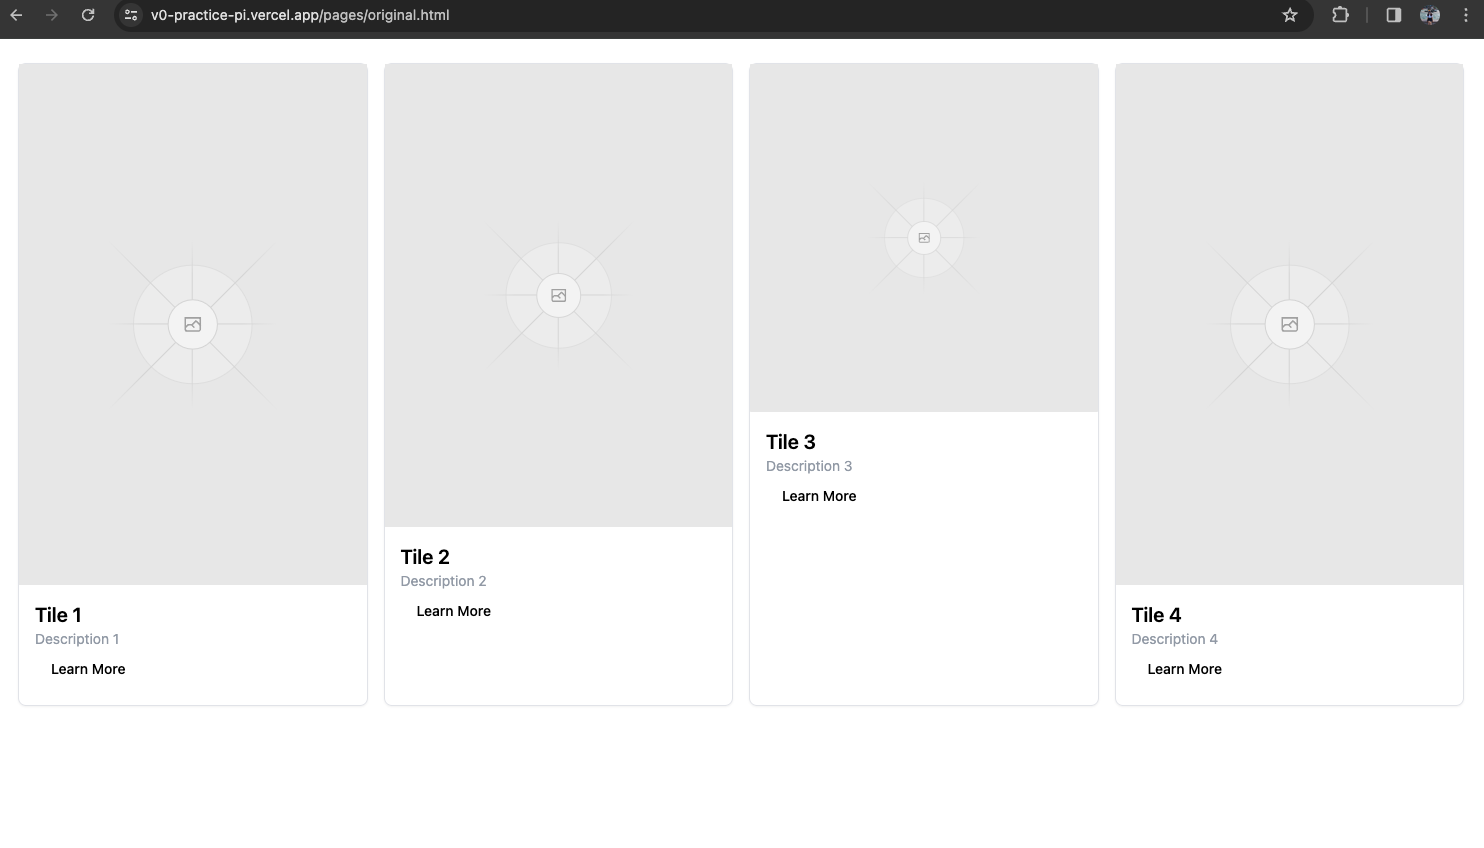 v0-practice-pi.vercel.app/pages/original.html
Tile 1
Description 1
Learn More
Tile 2
Description 2
Learn More
Tile 3
Description 3
Learn More
Tile 4
Description 4
Learn More